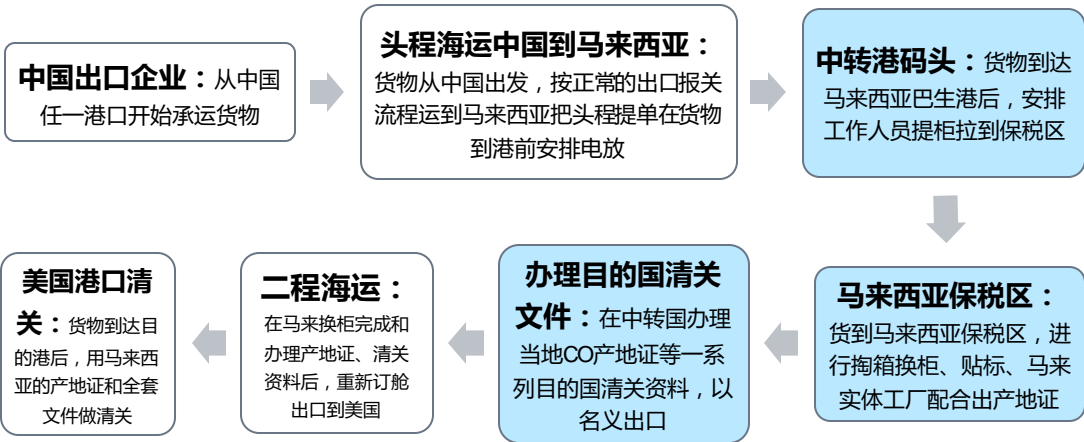 中国出口企业：从中国
任一港口开始承运货物
头程海运中国到马来西亚：
货物从中国出发，按正常的出口报关
流程运到马来西亚把头程提单在货物
到港前安排电放
中转港码头：货物到达
马来西亚巴生港后，安排
工作人员提柜拉到保税区
马来西亚保税区：
货到马来西亚保税区，进
行掏箱换柜、贴标、马来
实体工厂配合出产地证
办理目的国清关
文件：在中转国办理
当地CO产地证等一系
列目的国清关资料，以
名义出口
二程海运：
在马来换柜完成和
办理产地证、清关
资料后，重新订舱
出口到美国
美国港口清
关：货物到达目
的港后，用马来西
亚的产地证和全套
文件做清关